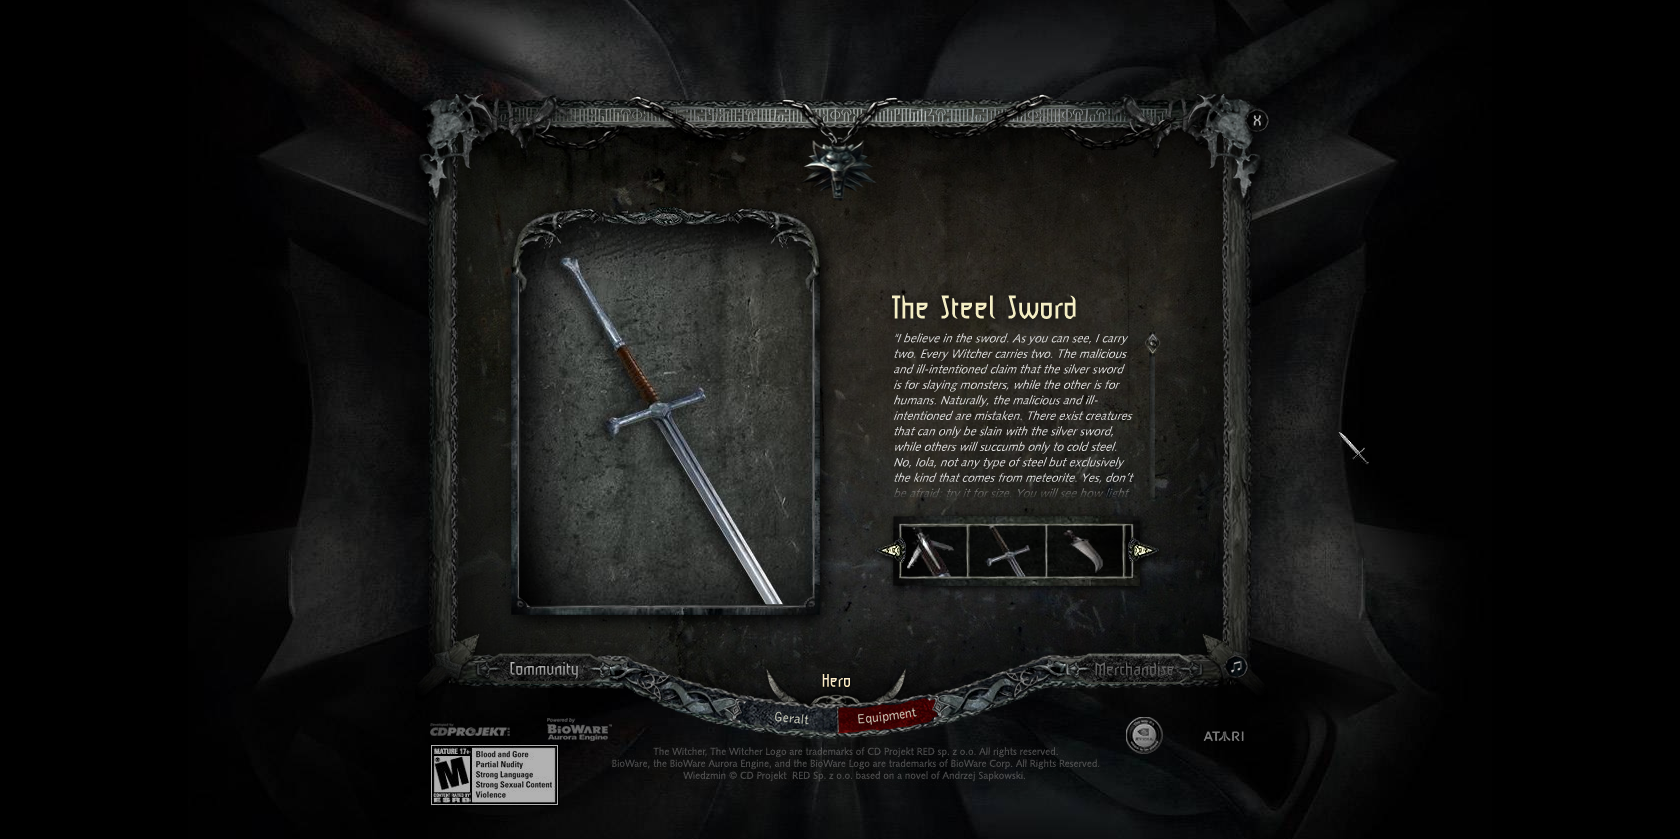 X
The Steel Sword
"I believe in the sword. As you can see, I carry
two. Every Witcher carries two. The malicious
and ill-intentioned claim that the silver sword
is for slaying monsters, while the other is for
humans. Naturally, the malicious and ill-
intentioned are mistaken. There exist creatures
that can only be slain with the silver sword,
while others will succumb only to cold steel.
No, Iola, not any type of steel but exclusively
the kind that comes from meteorite. Yes, don't
be afraid; try it for size. You will see how light
Community
Hero
Merchandise
Geralt
Equipment
CDPROJEKT
Powered by
BIOWARE
Aurora Engine
ATARI
MATURE 17+
M
CONTENT RATED BY
ESRB
Blood and Gore
Partial Nudity
Strong Language
Strong Sexual Content
Violence
The Witcher, The Witcher Logo are trademarks of CD Projekt RED sp. z o.o. All rights reserved.
BioWare, the BioWare Aurora Engine, and the BioWare Logo are trademarks of BioWare Corp. All Rights Reserved.
Wiedzmin © CD Projekt RED Sp. z o.o. based on a novel of Andrzej Sapkowski.